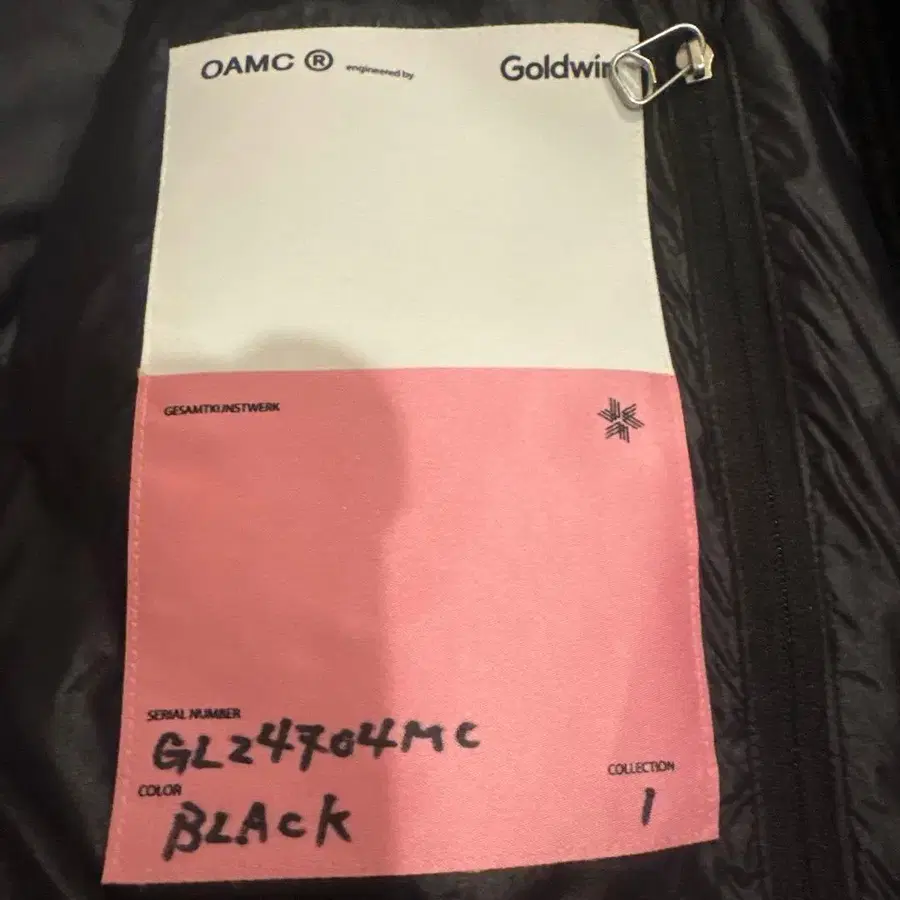 OAMC ® engineered by Goldwin
GESAMTKUNSTWERK
SERIAL NUMBER
GL24704MC
COLOR
BLACK
COLLECTION
1